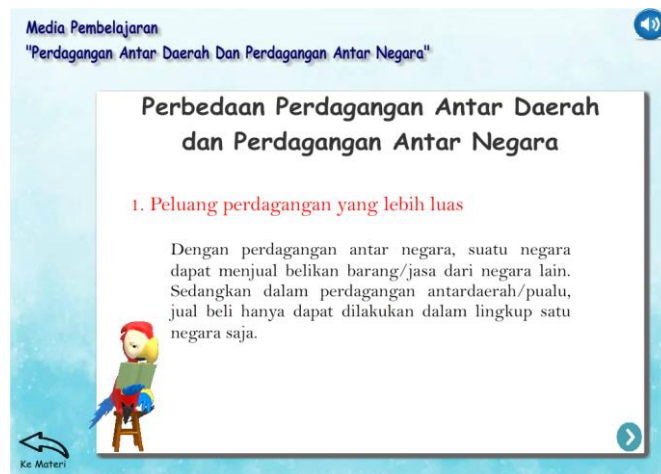 Media Pembelajaran
"Perdagangan Antar Daerah Dan Perdagangan Antar Negara"
Perbedaan Perdagangan Antar Daerah
dan Perdagangan Antar Negara
1. Peluang perdagangan yang lebih luas
Dengan perdagangan antar negara, suatu negara
dapat menjual belikan barang/jasa dari negara lain.
Sedangkan dalam perdagangan antardaerah/pualu,
jual beli hanya dapat dilakukan dalam lingkup satu
negara saja.
Ke Materi